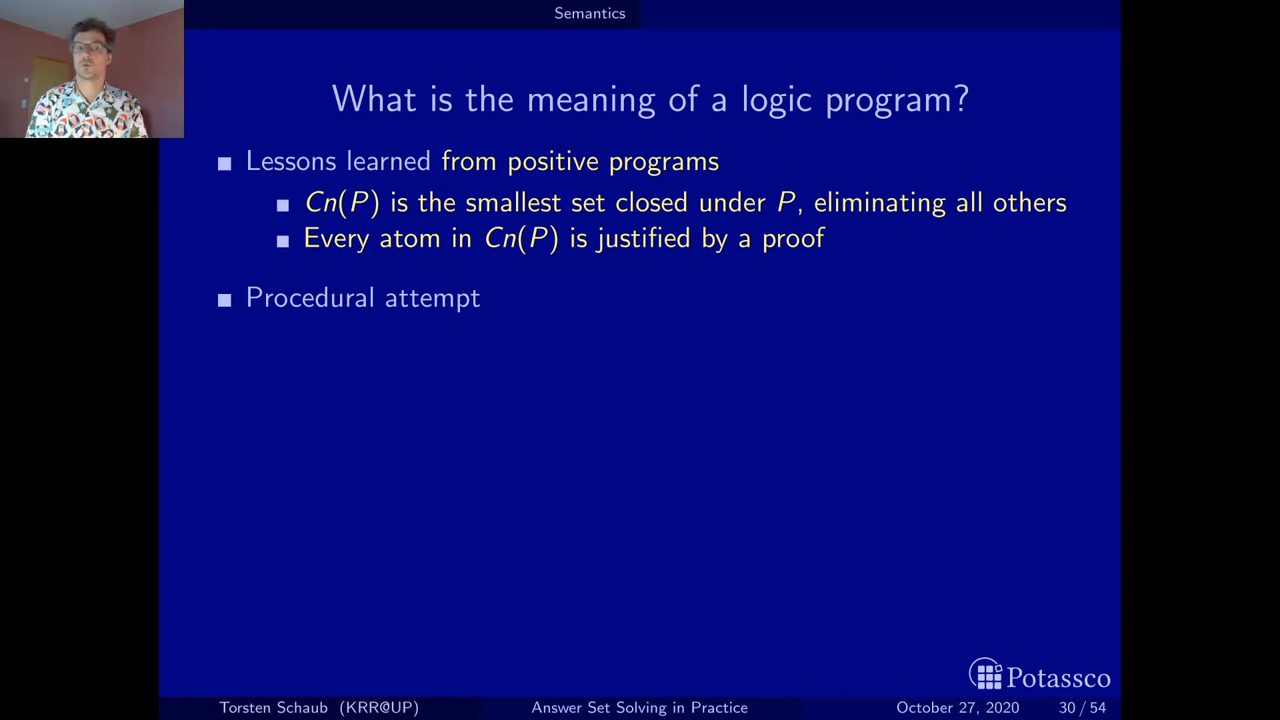 Semantics
What is the meaning of a logic program?
Lessons learned from positive programs
Cn(P) is the smallest set closed under P, eliminating all others
Every atom in Cn(P) is justified by a proof
Procedural attempt
Potassco
Torsten Schaub (KRR@UP) Answer Set Solving in Practice October 27, 2020 30 / 54